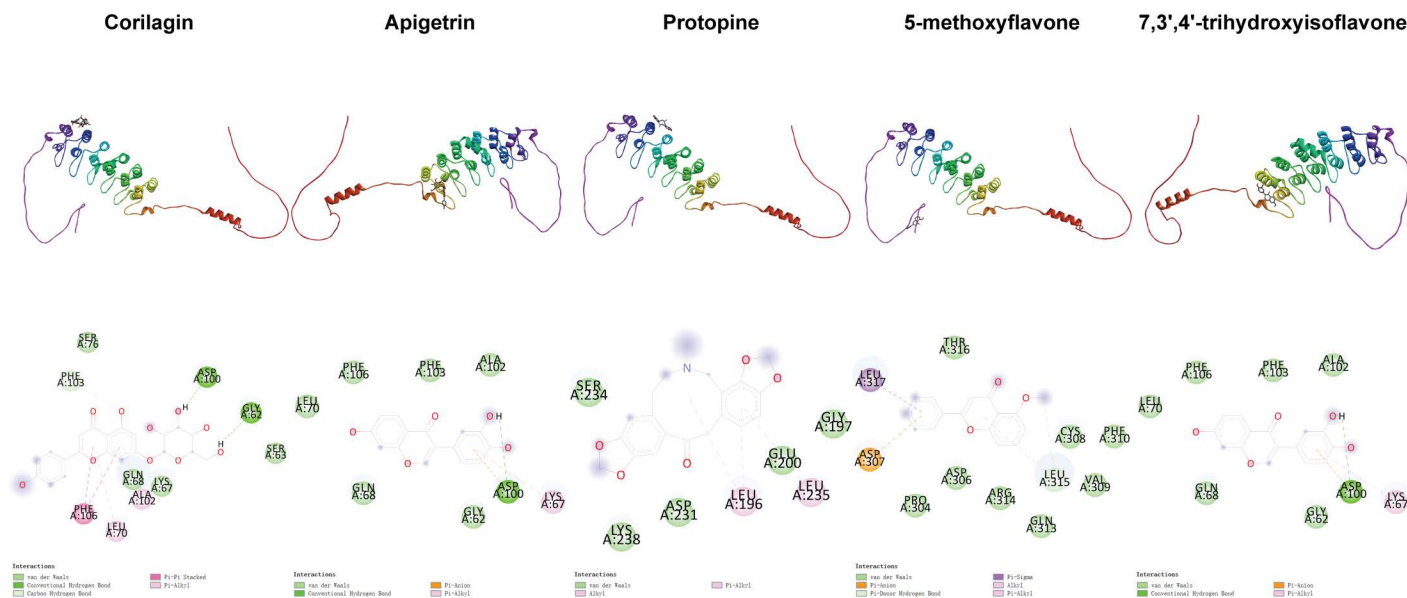 Corilagin
Apigetrin
Protopine
5-methoxyflavone
7,3',4'-trihydroxyisoflavone
SER
A:76
PHE
A:103
ASP
A:100
GLY
A:62
SER
A:63
GLN
A:68
LYS
A:67
ALA
A:102
PHE
A:106
LEU
A:70
O
O
O
O
O
O
O
O
O
O
H
H
Interactions
van der Waals
Conventional Hydrogen Bond
Carbon Hydrogen Bond
Pi-Pi Stacked
Pi-Alkyl
PHE
A:106
PHE
A:103
ALA
A:102
LEU
A:70
GLN
A:68
GLY
A:62
ASP
A:100
LYS
A:67
O
O
O
O
O
H
Interactions
van der Waals
Conventional Hydrogen Bond
Pi-Anion
Pi-Alkyl
SER
A:234
GLY
A:197
GLU
A:200
LEU
A:235
LEU
A:196
ASP
A:231
LYS
A:238
N
O
O
O
O
O
Interactions
van der Waals
Alkyl
Pi-Alkyl
THR
A:316
LEU
A:317
ASP
A:307
CYS
A:308
PHE
A:310
ASP
A:306
LEU
A:315
VAL
A:309
PRO
A:304
ARG
A:314
GLN
A:313
O
O
O
Interactions
van der Waals
Pi-Anion
Pi-Donor Hydrogen Bond
Pi-Sigma
Alkyl
Pi-Alkyl
PHE
A:106
PHE
A:103
ALA
A:102
LEU
A:70
GLN
A:68
GLY
A:62
ASP
A:100
LYS
A:67
O
O
O
O
O
H
Interactions
van der Waals
Conventional Hydrogen Bond
Pi-Anion
Pi-Alkyl